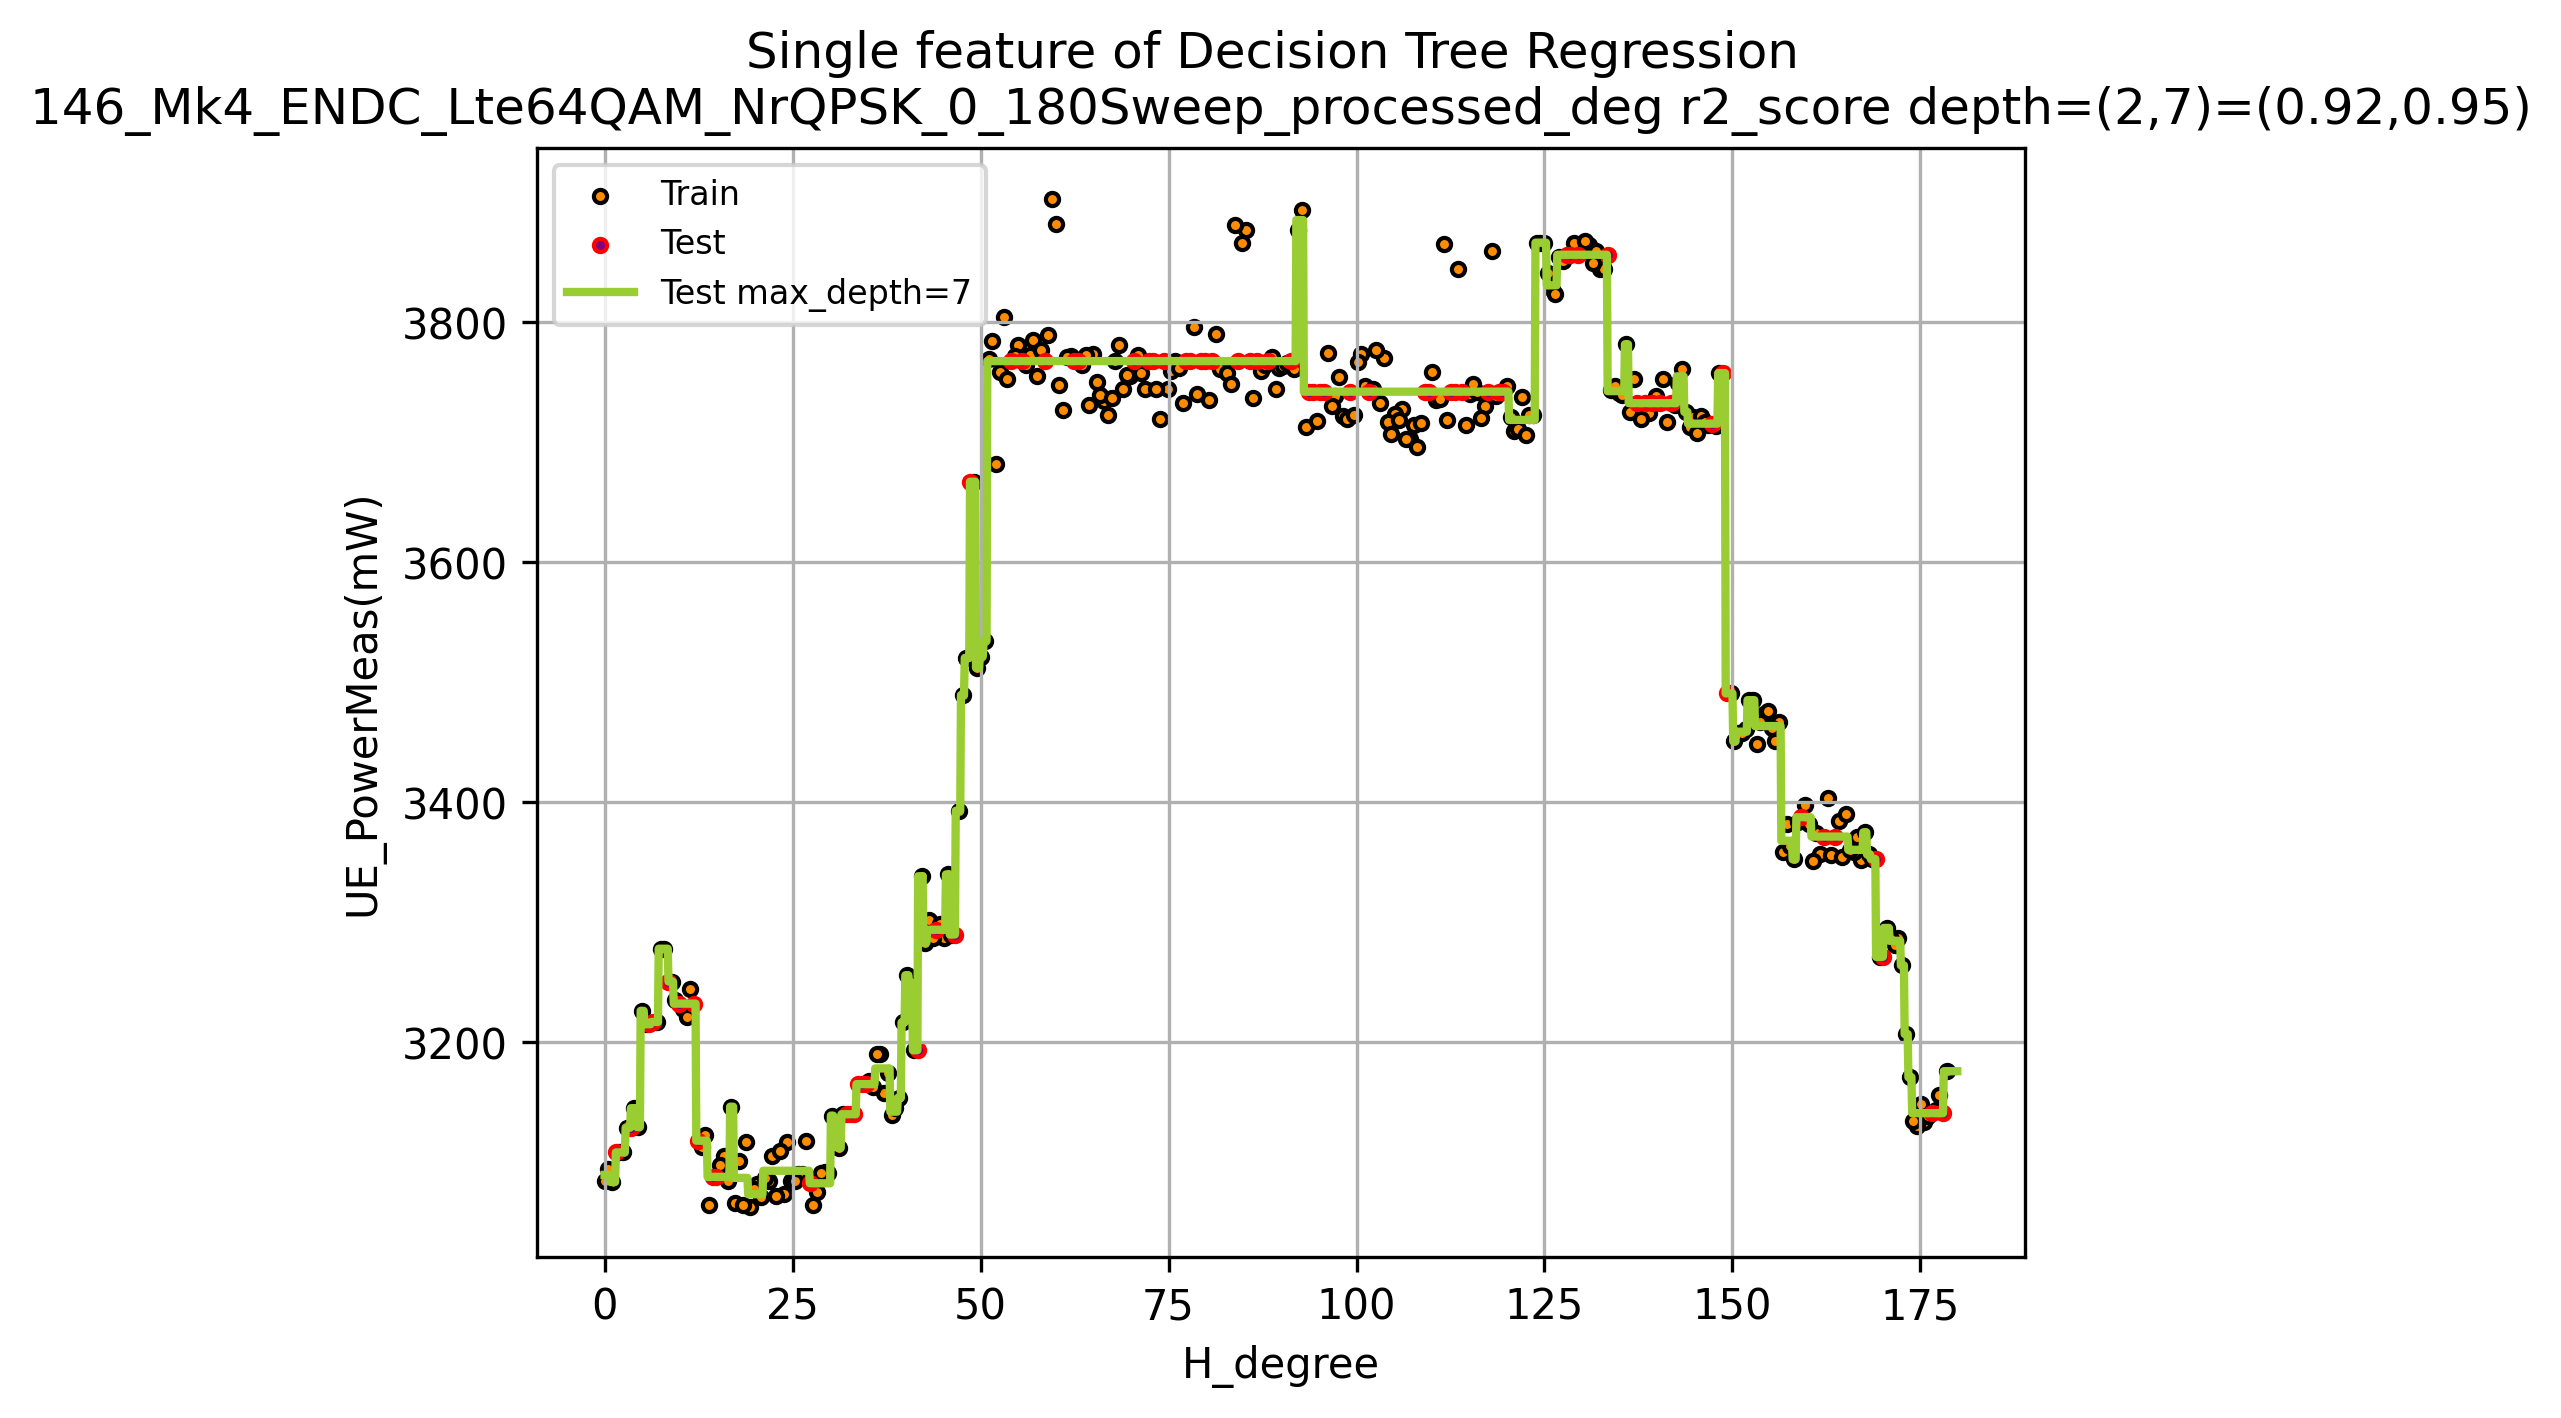 Single feature of Decision Tree Regression
146_Mk4_ENDC_Lte64QAM_NrQPSK_0_180Sweep_processed_deg r2_score depth=(2,7)=(0.92,0.95)
Train
Test
Test max_depth=7
3800
3600
3400
3200
UE_PowerMeas(mW)
0 25 50 75 100 125 150 175
H_degree